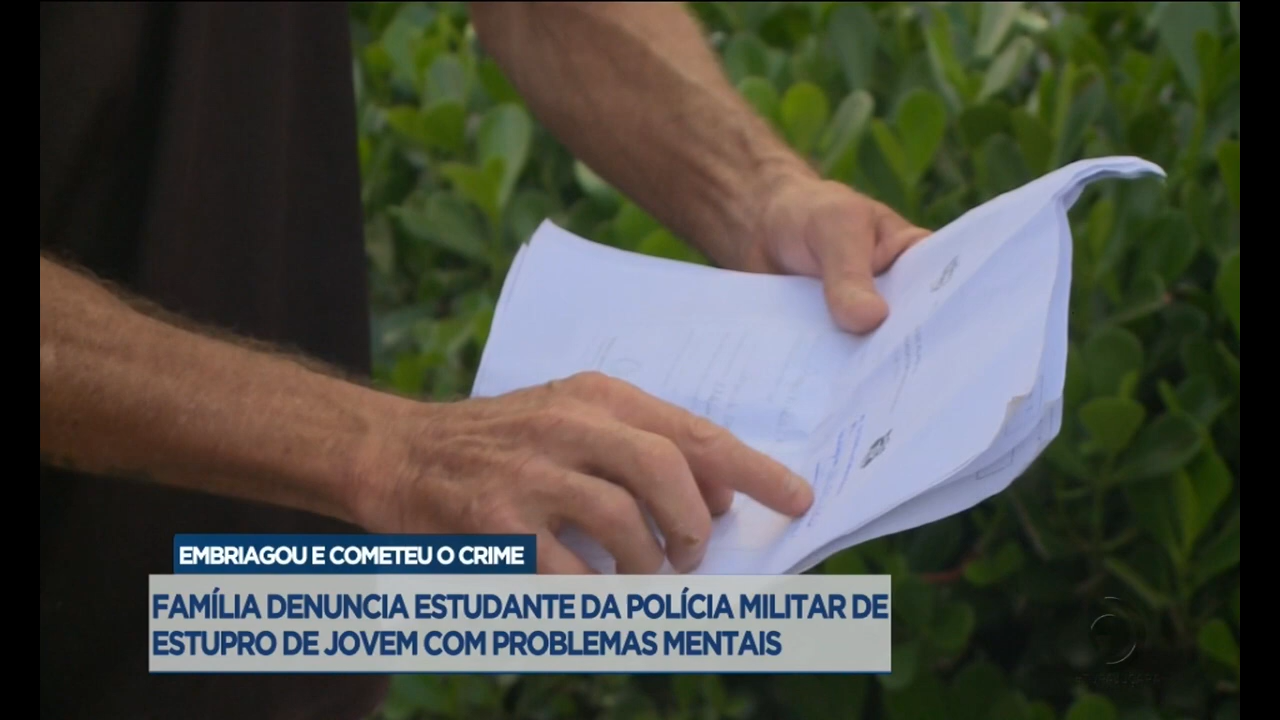 EMBRIAGOU E COMETEU O CRIME
FAMÍLIA DENUNCIA ESTUDANTE DA POLÍCIA MILITAR DE
ESTUPRO DE JOVEM COM PROBLEMAS MENTAIS